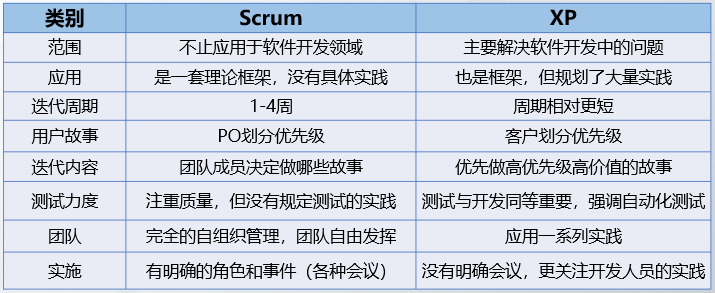 类别 Scrum XP
范围 不止应用于软件开发领域 主要解决软件开发中的问题
应用 是一套理论框架，没有具体实践 也是框架，但规划了大量实践
迭代周期 1-4周 周期相对更短
用户故事 PO划分优先级 客户划分优先级
迭代内容 团队成员决定做哪些故事 优先做高优先级高价值的故事
测试力度 注重质量，但没有规定测试的实践 测试与开发同等重要，强调自动化测试
团队 完全的自组织管理，团队自由发挥 应用一系列实践
实施 有明确的角色和事件（各种会议） 没有明确会议，更关注开发人员的实践